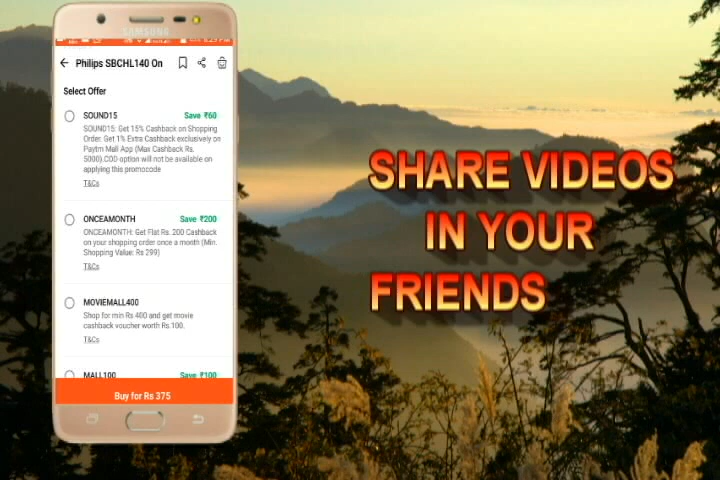 SAMSUNG
Philips SBCHL140 On
Select Offer
SOUND15 Save ₹60
SOUND15: Get 15% Cashback on Shopping
Order. Get 1% Extra Cashback exclusively on
Paytm Mall App (Max Cashback Rs.
5000).COD option will not be available on
applying this promocode
T&Cs
ONCEAMONTH Save ₹200
ONCEAMONTH: Get Flat Rs. 200 Cashback
on your shopping order once a month (Min.
Shopping Value: Rs 299)
T&Cs
MOVIEMALL400
Shop for min Rs 400 and get movie
cashback voucher worth Rs.100.
T&Cs
MALL100 Save ₹100
Buy for Rs 375
SHARE VIDEOS
IN YOUR
FRIENDS